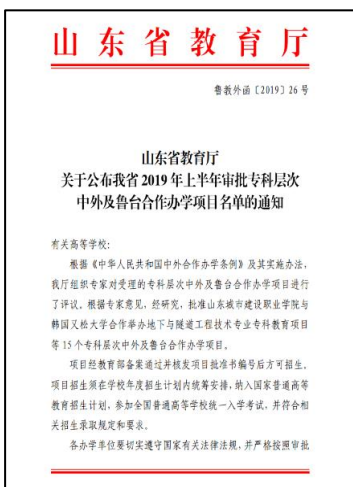 山东省教育厅
鲁教外函〔2019〕26号
山东省教育厅
关于公布我省2019年上半年审批专科层次
中外及鲁台合作办学项目名单的通知
有关高等学校：
根据《中华人民共和国中外合作办学条例》及其实施办法，
我厅组织专家对受理的专科层次中外及鲁台合作办学项目进行
了评议。根据专家意见，经研究，批准山东城市建设职业学院与
韩国又松大学合作举办地下与隧道工程技术专业专科教育项目
等15个专科层次中外及鲁台合作办学项目。
项目经教育部备案通过并核发项目批准书编号后方可招生。
项目招生须在学校年度招生计划内统筹安排，纳入国家普通高等
教育招生计划，参加全国普通高等学校统一入学考试，并符合相
关招生录取规定和要求。
各办学单位要切实遵守国家有关法律法规，并严格按照审批